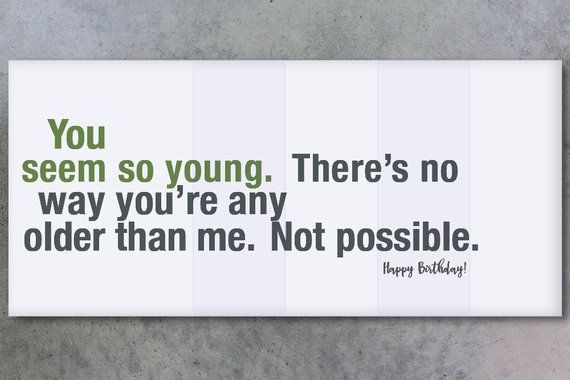 You
seem so young. There's no
way you're any
older than me. Not possible.
Happy Birthday!